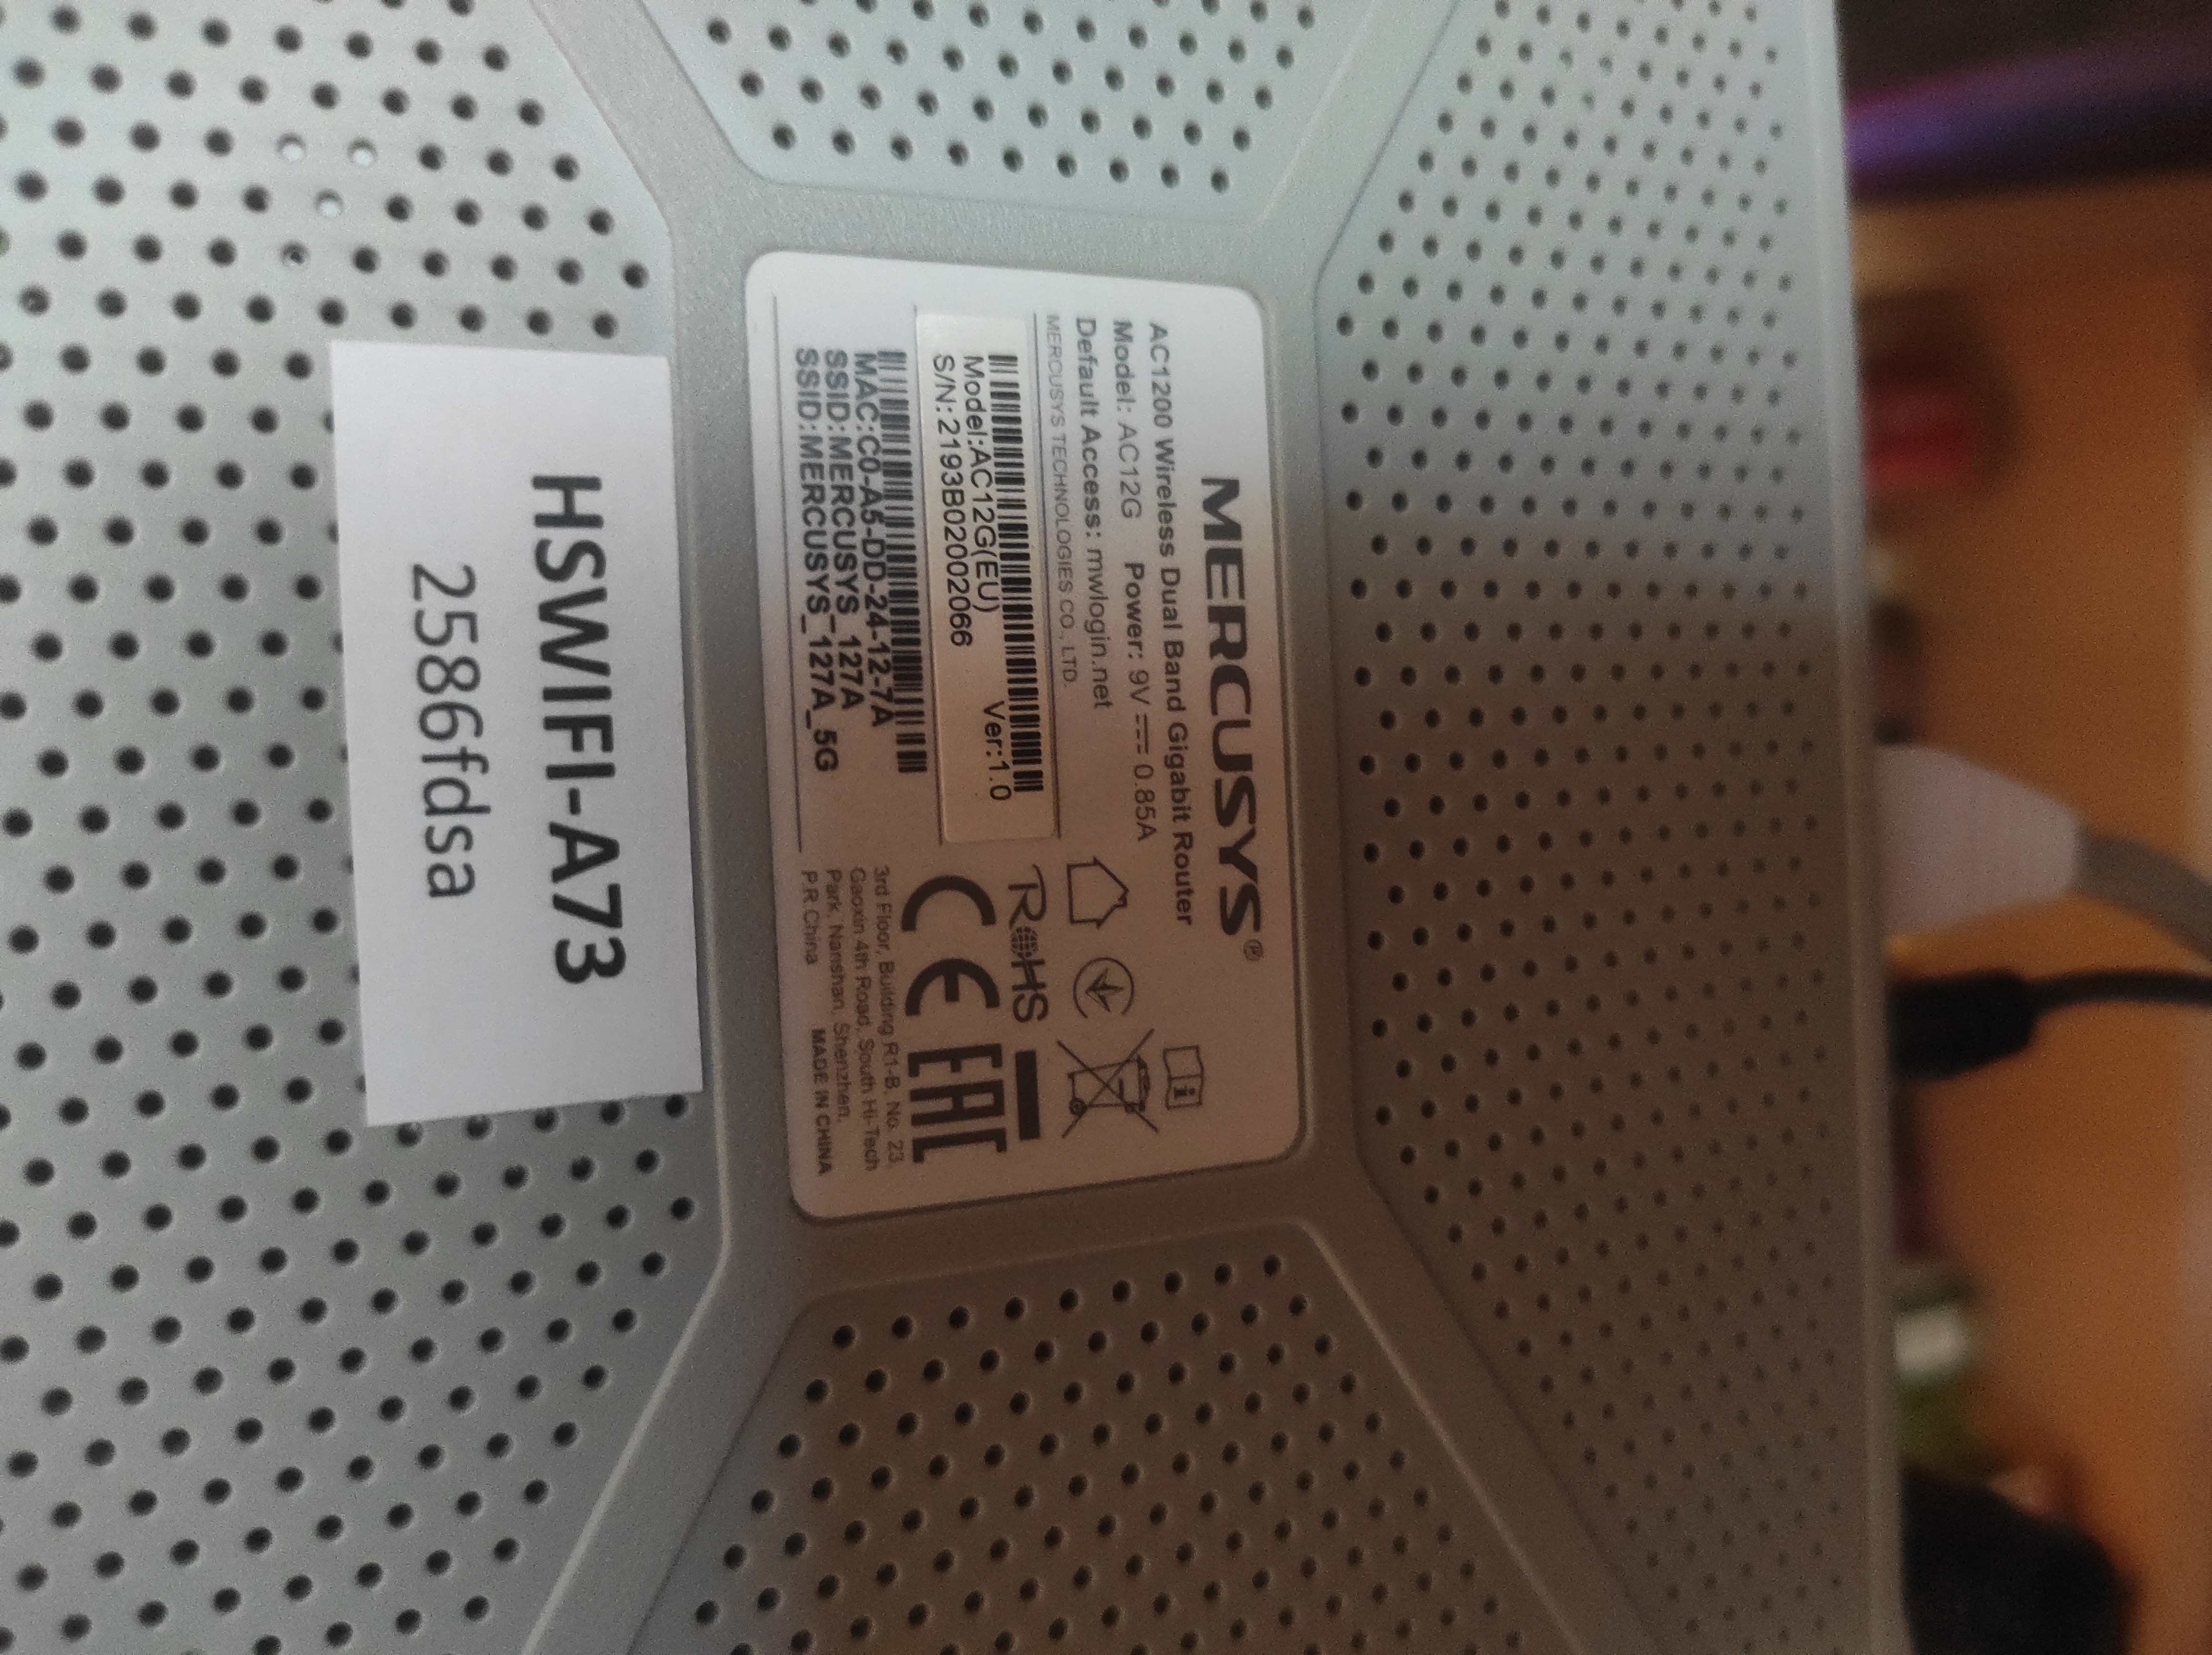 MERCUSYS®
AC1200 Wireless Dual Band Gigabit Router
Model: AC12G Power: 9V 0.85A
Default Access: mwlogin.net
MERCUSYS TECHNOLOGIES CO., LTD.
Model:AC12G(EU) Ver:1.0
S/N:2193B02002066
MAC:C0-A5-DD-24-12-7A
SSID:MERCUSYS_127A
SSID:MERCUSYS_127A_5G
i
RoHS
CE EAC
3rd Floor, Building R1-B, No. 23,
Gaoxin 4th Road, South Hi-Tech
Park, Nanshan, Shenzhen,
P.R.China MADE IN CHINA
HSWIFI-A73
2586fdsa